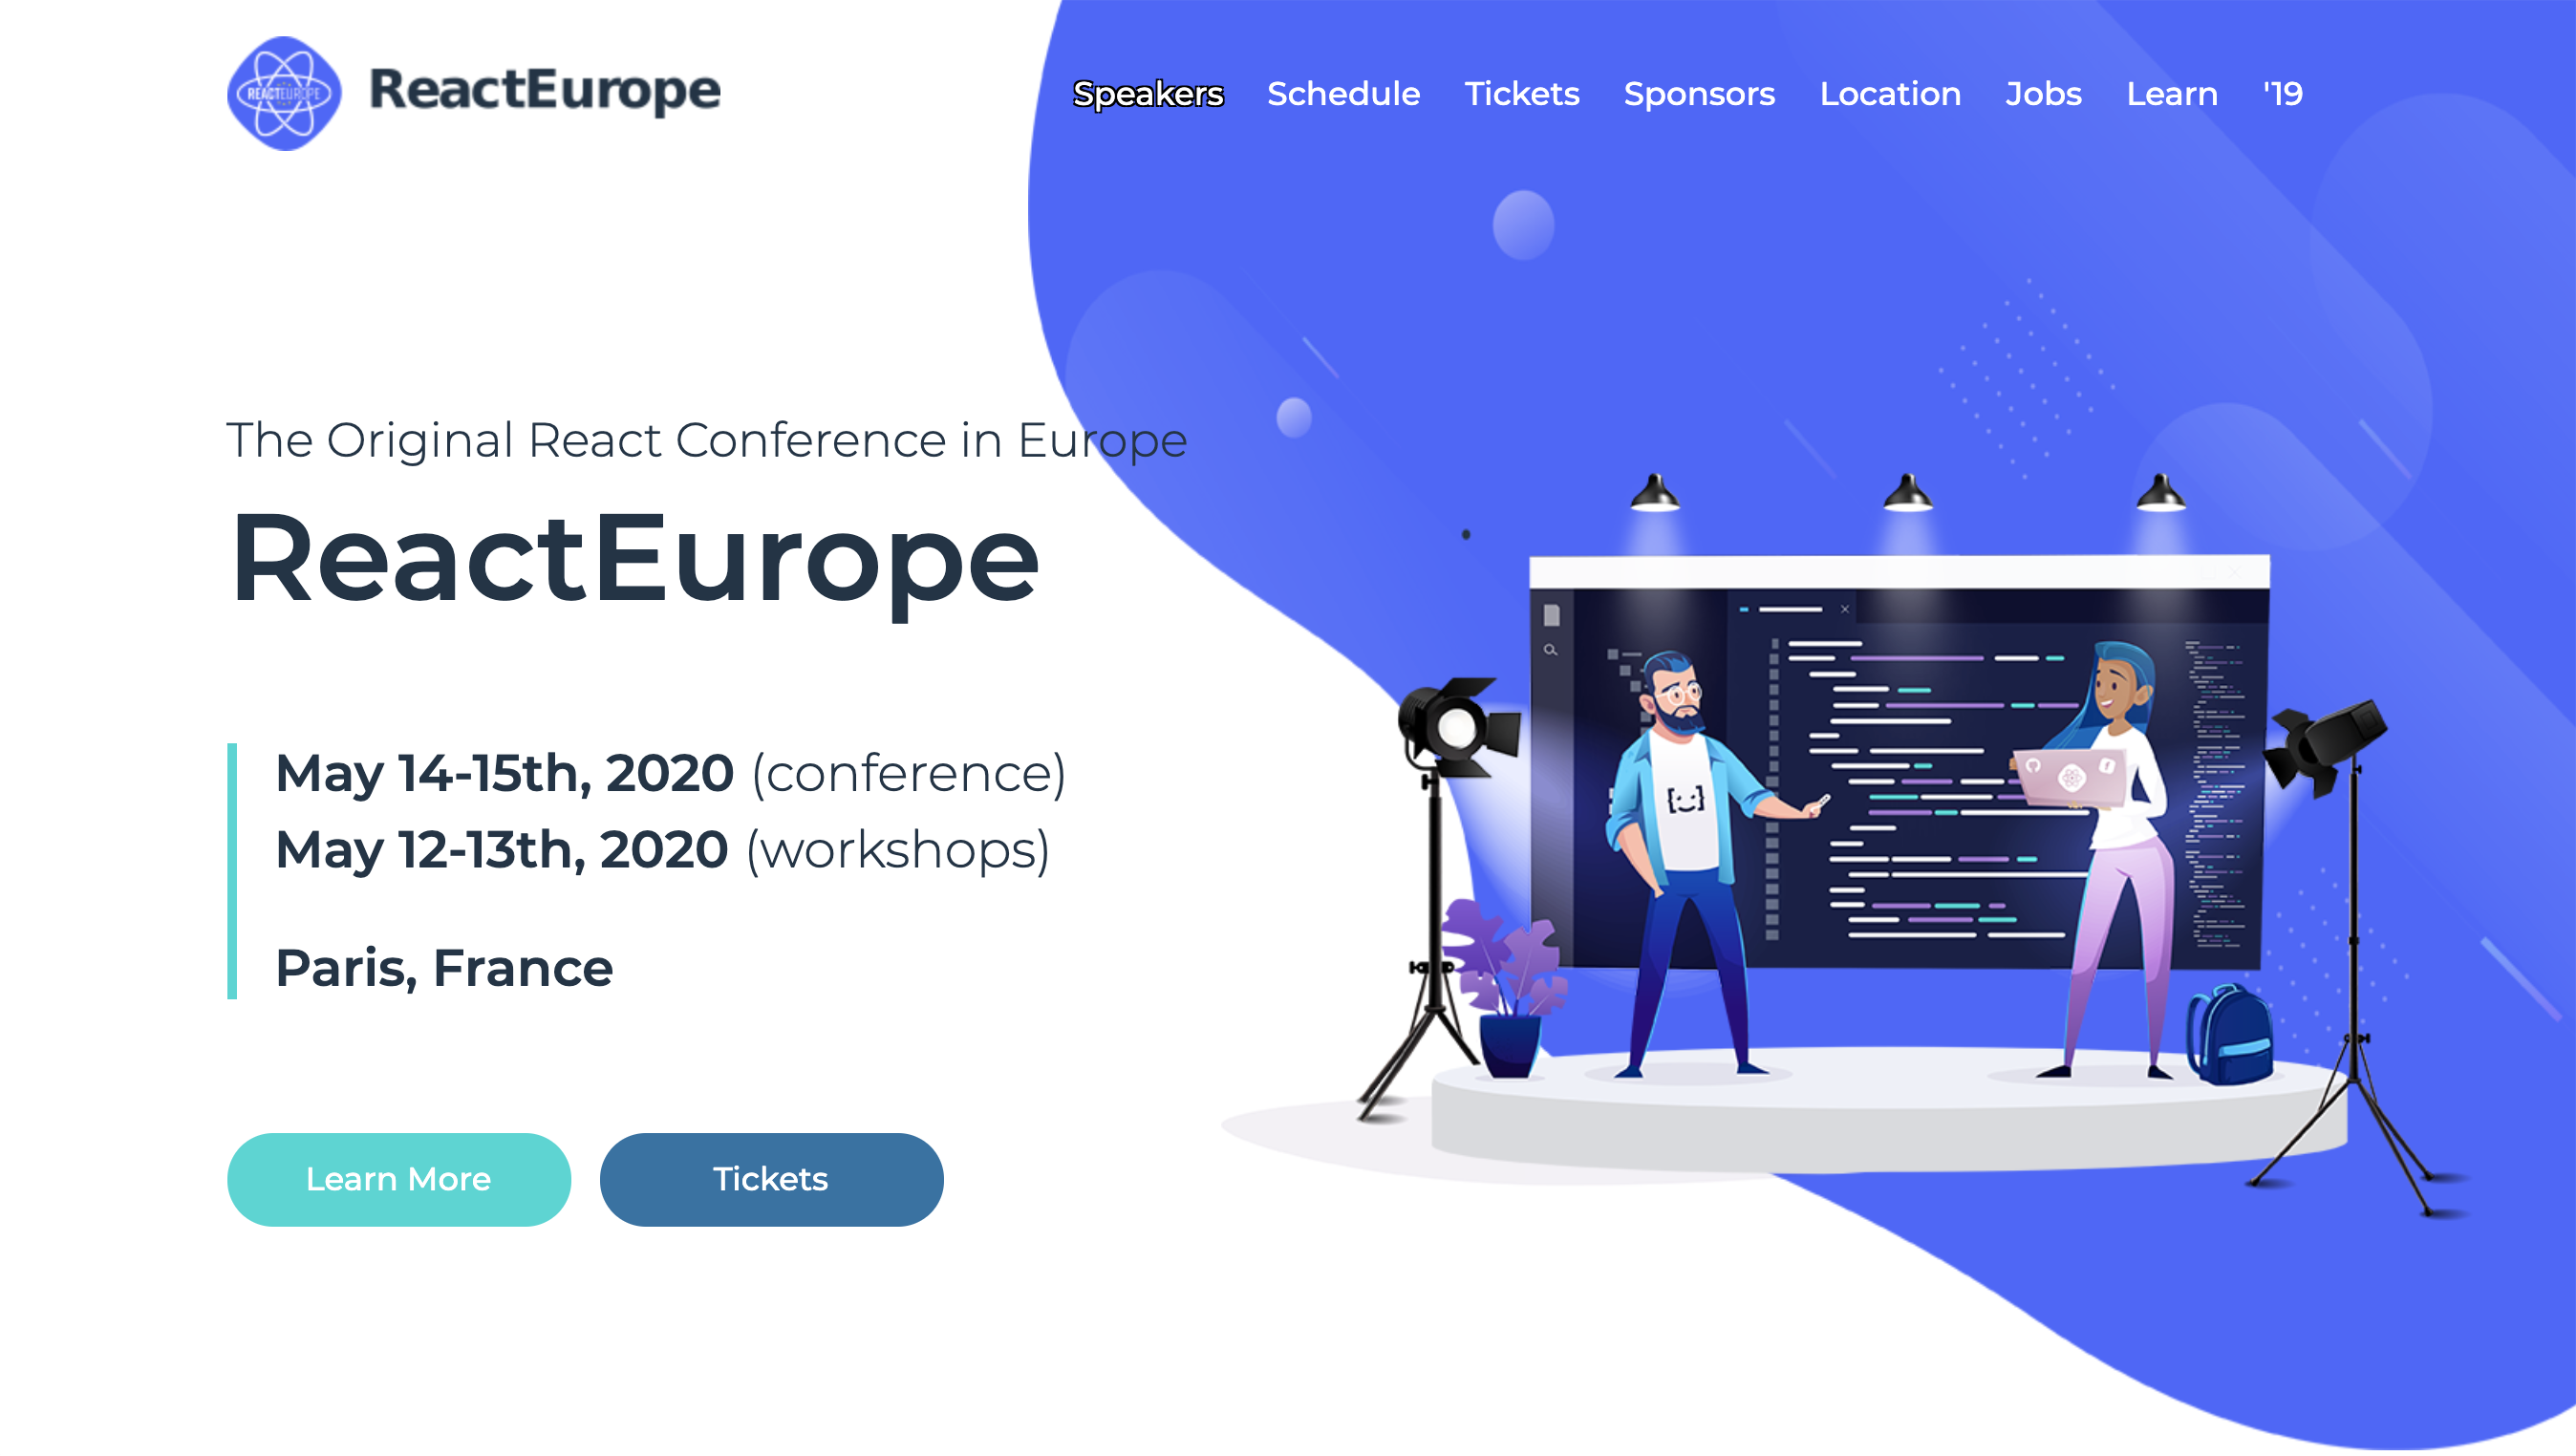 REACTEUROPE
ReactEurope
Speakers Schedule Tickets Sponsors Location Jobs Learn '19
The Original React Conference in Europe
ReactEurope
May 14-15th, 2020 (conference)
May 12-13th, 2020 (workshops)
Paris, France
Learn More Tickets